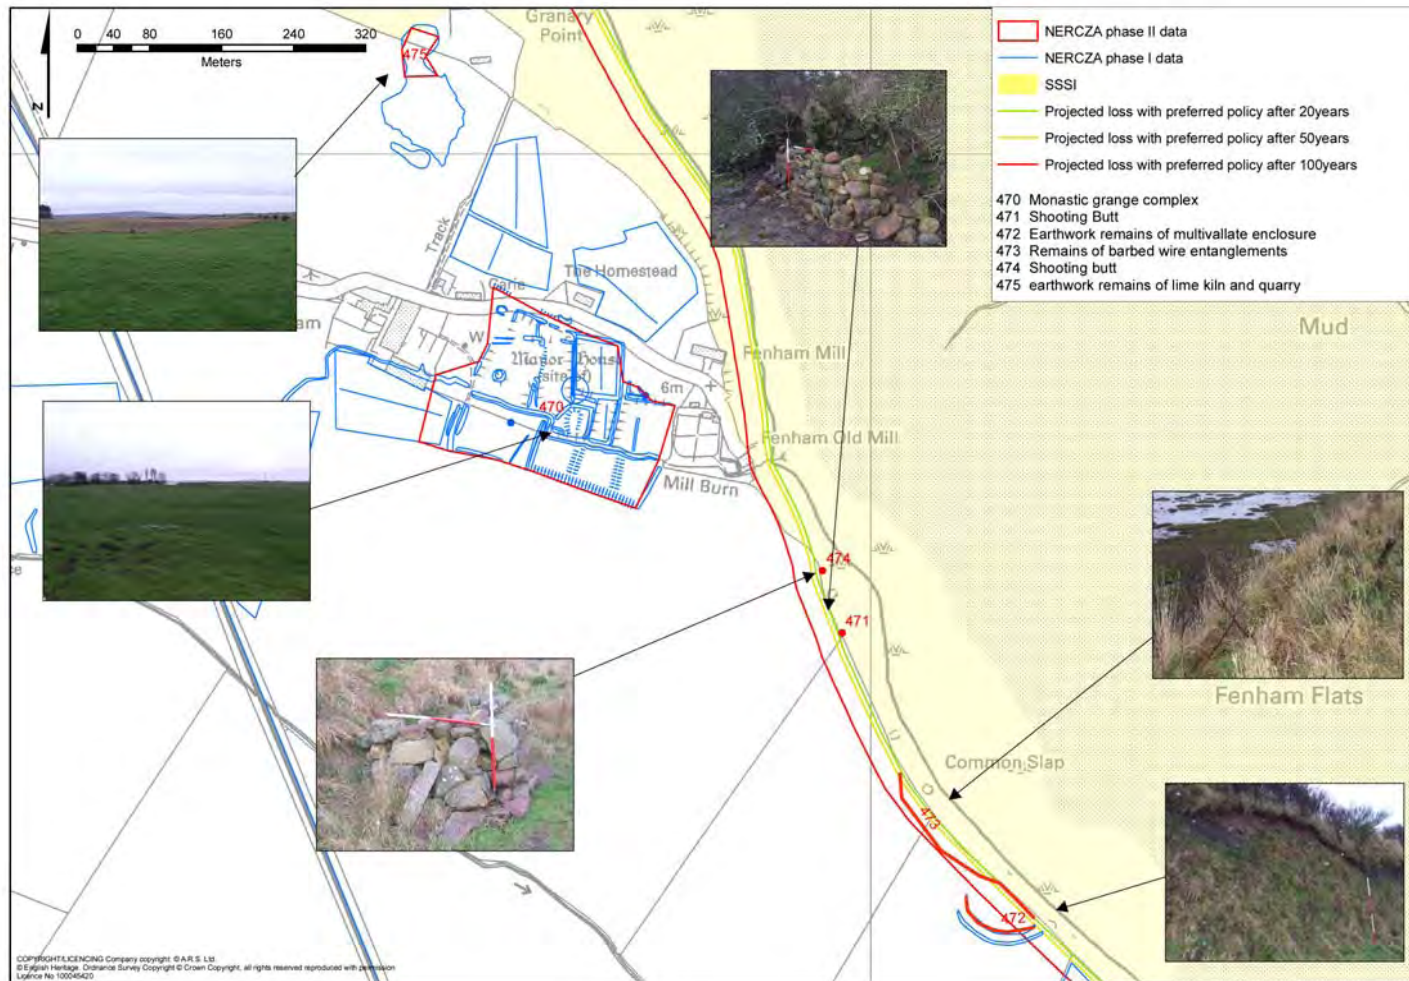 Granary
Point
0 40 80 160 240 320
Meters
N
475
NERCZA phase II data
NERCZA phase I data
SSSI
Projected loss with preferred policy after 20years
Projected loss with preferred policy after 50years
Projected loss with preferred policy after 100years
470 Monastic grange complex
471 Shooting Butt
472 Earthwork remains of multivallate enclosure
473 Remains of barbed wire entanglements
474 Shooting butt
475 earthwork remains of lime kiln and quarry
Track
The Homestead
Mud
W
Manor House
(site of)
Fenham Mill
6m
470
Fenham Old Mill
Mill Burn
474
471
Fenham Flats
Common Slap
473
472
COPYRIGHT/LICENCING Company copyright © A.R.S. Ltd.
© English Heritage. Ordnance Survey Copyright © Crown Copyright, all rights reserved reproduced with permission
Licence No 100045420